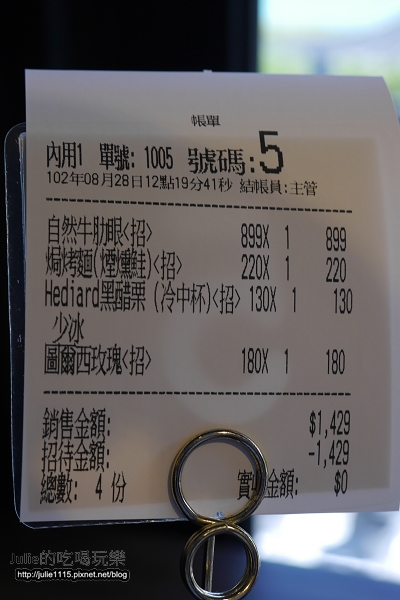 帳單
內用1 單號: 1005 號碼:5
102年08月28日12點19分41秒 結帳員:主管
自然牛肋眼<招> 899X 1 899
焗烤麵(煙燻鮭)<招> 220X 1 220
Hediard黑醋栗(冷中杯)<招> 130X 1 130
少冰
圖爾西玫瑰<招> 180X 1 180
銷售金額: $1,429
招待金額: -1,429
總數: 4 份 實 金額: $0
Julie的吃喝玩樂
http://julie1115.pixnet.net/blog